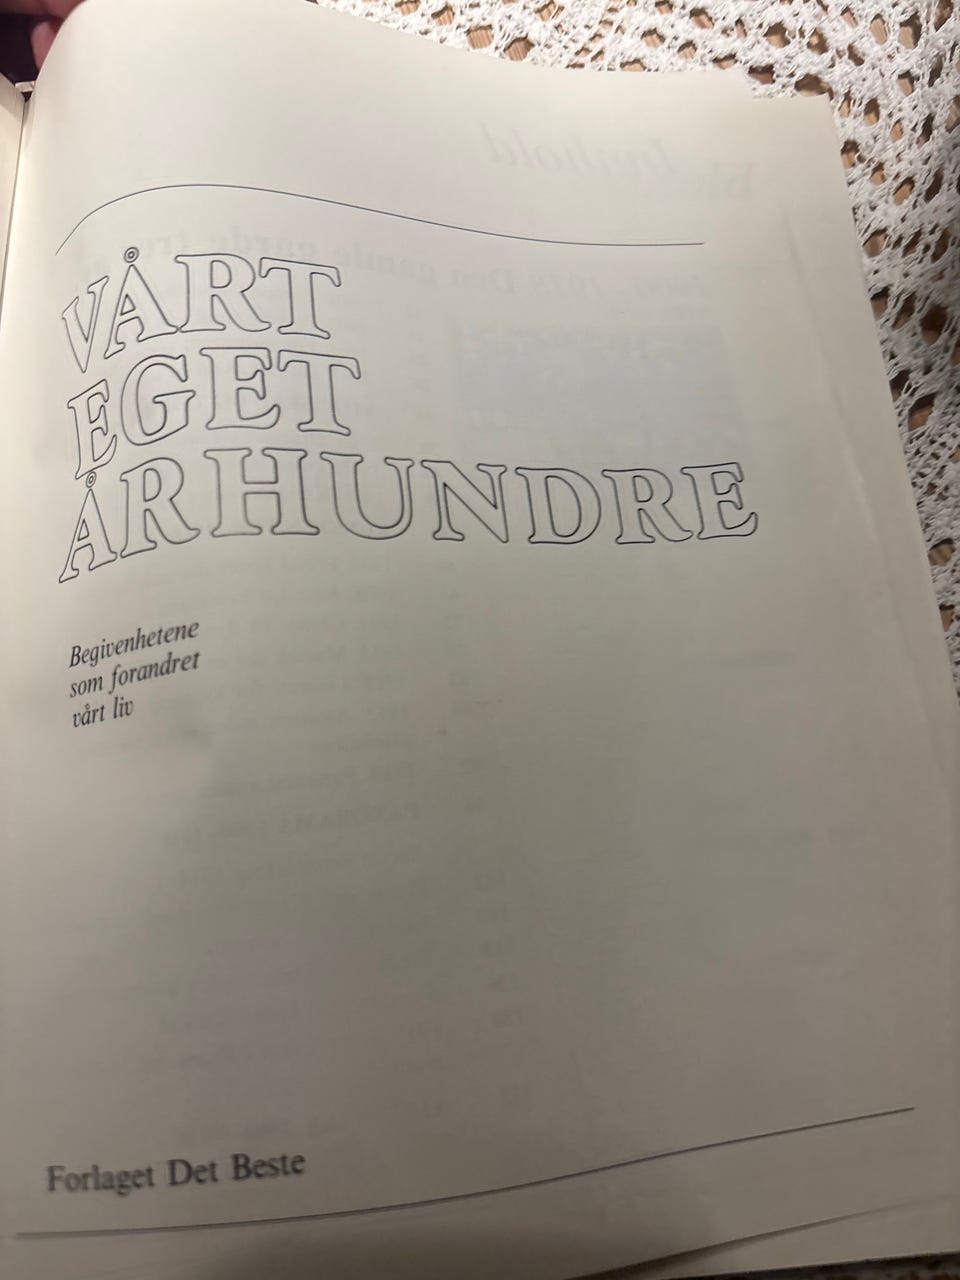 VÅRT
EGET
ÅRHUNDRE
Begivenhetene
som forandret
vårt liv
Forlaget Det Beste